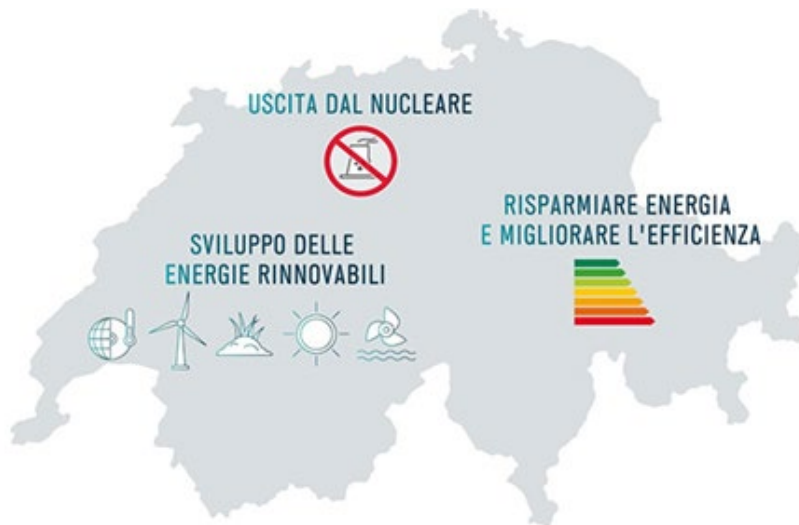 USCITA DAL NUCLEARE
RISPARMIARE ENERGIA
E MIGLIORARE L'EFFICIENZA
SVILUPPO DELLE
ENERGIE RINNOVABILI